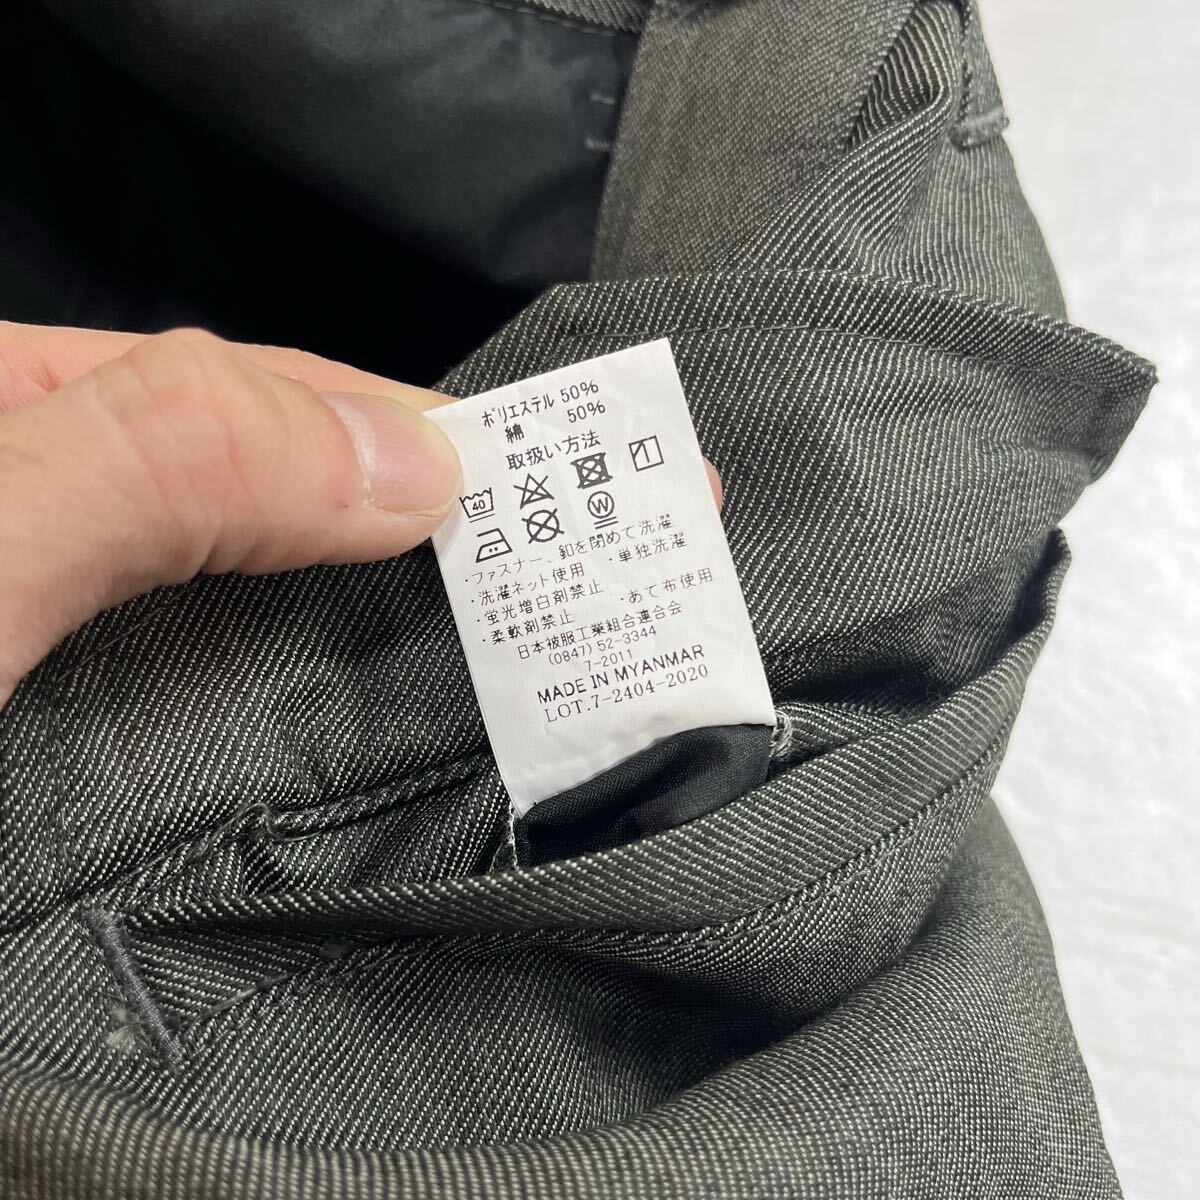 ポリエステル 50%
綿 50%
取扱い方法
40
W
・ファスナー、釦を閉めて洗濯
・洗濯ネット使用 ・単独洗濯
・蛍光増白剤禁止
・柔軟剤禁止 ・あて布使用
日本被服工業組合連合会
(0847) 52-3344
7-2011
MADE IN MYANMAR
LOT.7-2404-2020